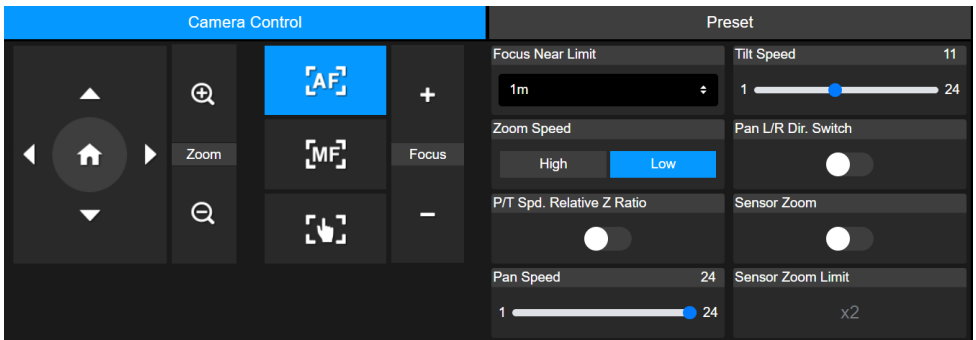 Camera Control
Preset
AF
+
MF
Zoom
Focus
−
Focus Near Limit
1m
Tilt Speed 11
1 24
Zoom Speed
High Low
Pan L/R Dir. Switch
P/T Spd. Relative Z Ratio
Sensor Zoom
Pan Speed 24
1 24
Sensor Zoom Limit
x2